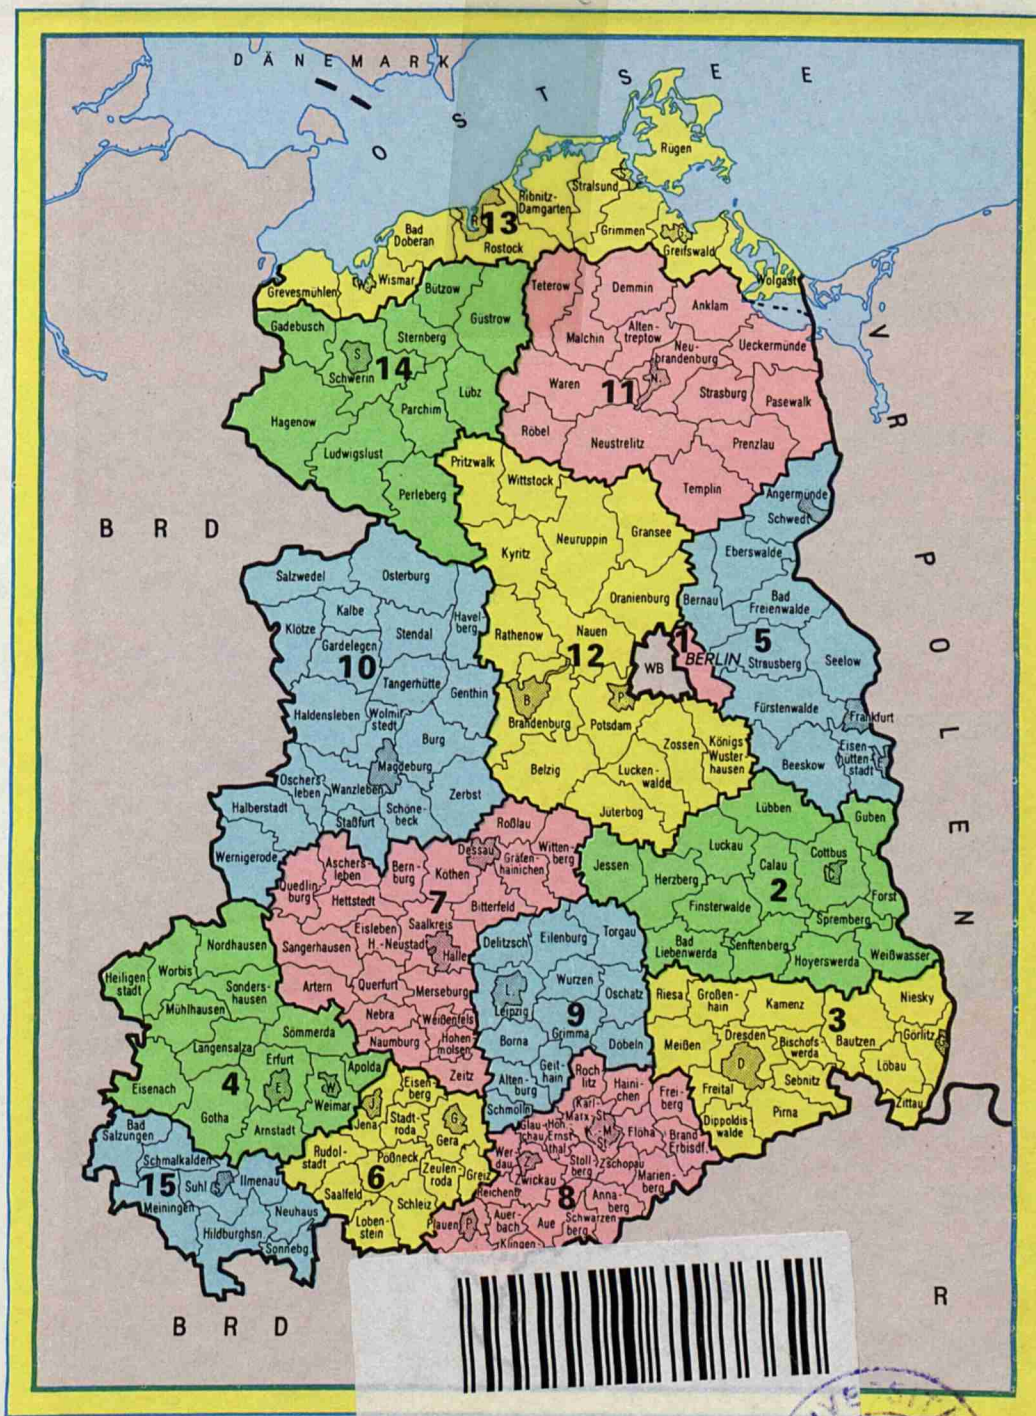 DÄNEMARK
OSTSEE
Rügen
Stralsund
Ribnitz-
Damgarten
13
R
Rostock
Grimmen
G
Greifswald
Bad
Doberan
Wolgast
W
Wismar
Grevesmühlen
Bützow
Güstrow
Gadebusch
Sternberg
S
Schwerin
14
Lübz
Parchim
Hagenow
Ludwigslust
Perleberg
Teterow
Demmin
Anklam
Malchin
Alten-
treptow
Neu-
brandenburg
Ueckermünde
N.
Waren
11
Strasburg
Pasewalk
Röbel
Neustrelitz
Prenzlau
Templin
VR POLEN
BRD
Pritzwalk
Wittstock
Kyritz
Neuruppin
Gransee
Oranienburg
Rathenow
Nauen
12
WB
B
Brandenburg
P
Potsdam
Belzig
Lucken-
walde
Zossen
Königs
Wuster
hausen
Jüterbog
1
BERLIN
Angermünde
Schwedt
Eberswalde
Bernau
Bad
Freienwalde
5
Strausberg
Seelow
Fürstenwalde
Frankfurt
Beeskow
Eisen
hütten-
stadt
Salzwedel
Osterburg
Havel-
berg
Kalbe
Klötze
Stendal
Gardelegen
10
Tangerhütte
Genthin
Haldensleben
Wolmir
stedt
Burg
Magdeburg
Oschers
leben
Wanzleben
Zerbst
Halberstadt
Staßfurt
Schöne-
beck
Wernigerode
Roßlau
Witten-
berg
Dessau
Gräfen-
hainichen
Aschers-
leben
Bern-
burg
Köthen
Quedlin
burg
Hettstedt
7
Bitterfeld
Eisleben
Saalkreis
Sangerhausen
H.-Neustadt
Halle
Artern
Querfurt
Merseburg
Nebra
Weißenfels
Naumburg
Hohen
mölsen
Zeitz
Lübben
Guben
Luckau
Cottbus
Jessen
Calau
Herzberg
2
Forst
Finsterwalde
Spremberg
Bad
Liebenwerda
Senftenberg
Hoyerswerda
Weißwasser
Delitzsch
Eilenburg
Torgau
L.
Leipzig
Wurzen
Oschatz
9
Grimma
Borna
Döbeln
Geit-
hain
Alten-
burg
Schmölln
Riesa
Großen-
hain
Kamenz
Niesky
3
Meißen
Dresden
Bischofs
werda
Bautzen
Görlitz
D
Löbau
Freital
Sebnitz
Pirna
Zittau
Dippoldis
walde
Nordhausen
Heiligen
stadt
Worbis
Sonders-
hausen
Mühlhausen
Sömmerda
Langensalza
Erfurt
Apolda
E
W
Eisenach
4
Weimar
Gotha
Arnstadt
Eisen-
berg
Jena
Stadt-
roda
G
Gera
Rudol-
stadt
Pößneck
Zeulen-
roda
6
Greiz
Saalfeld
Schleiz
Loben-
stein
Bad
Salzungen
Schmalkalden
15
Suhl
S
Ilmenau
Meiningen
Neuhaus
Hildburghsn.
Sonnebg.
Roch
litz
Haini-
chen
Frei-
berg
Karl-
Marx-St.
Glau-
chau
Hoh.
Ernst
thal
K.-M.
St.
Flöha
Brand
Erbisdf.
Wer-
dau
Z
Zwickau
Stoll-
berg
Zschopau
Marien-
berg
8
Reichenb.
Anna-
berg
Plauen
P
Auer-
bach
Aue
Schwarzen
berg
Klingen-
BRD
R